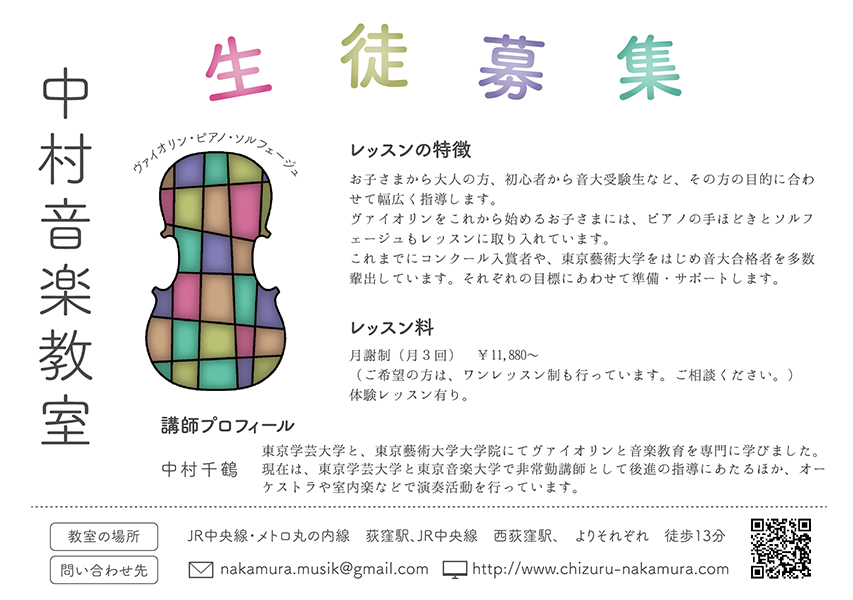 生徒募集
中村音楽教室
ヴァイオリン・ピアノ・ソルフェージュ
レッスンの特徴
お子さまから大人の方、初心者から音大受験生など、その方の目的に合わ
せて幅広く指導します。
ヴァイオリンをこれから始めるお子さまには、ピアノの手ほどきとソルフ
ェージュもレッスンに取り入れています。
これまでにコンクール入賞者や、東京藝術大学をはじめ音大合格者を多数
輩出しています。それぞれの目標にあわせて準備・サポートします。
レッスン料
月謝制（月３回）　￥11,880〜
（ご希望の方は、ワンレッスン制も行っています。ご相談ください。）
体験レッスン有り。
講師プロフィール
中村千鶴
東京学芸大学と、東京藝術大学大学院にてヴァイオリンと音楽教育を専門に学びました。
現在は、東京学芸大学と東京音楽大学で非常勤講師として後進の指導にあたるほか、オー
ケストラや室内楽などで演奏活動を行っています。
教室の場所
JR中央線・メトロ丸の内線　荻窪駅、JR中央線　西荻窪駅、　よりそれぞれ　徒歩13分
問い合わせ先
nakamura.musik@gmail.com
http://www.chizuru-nakamura.com